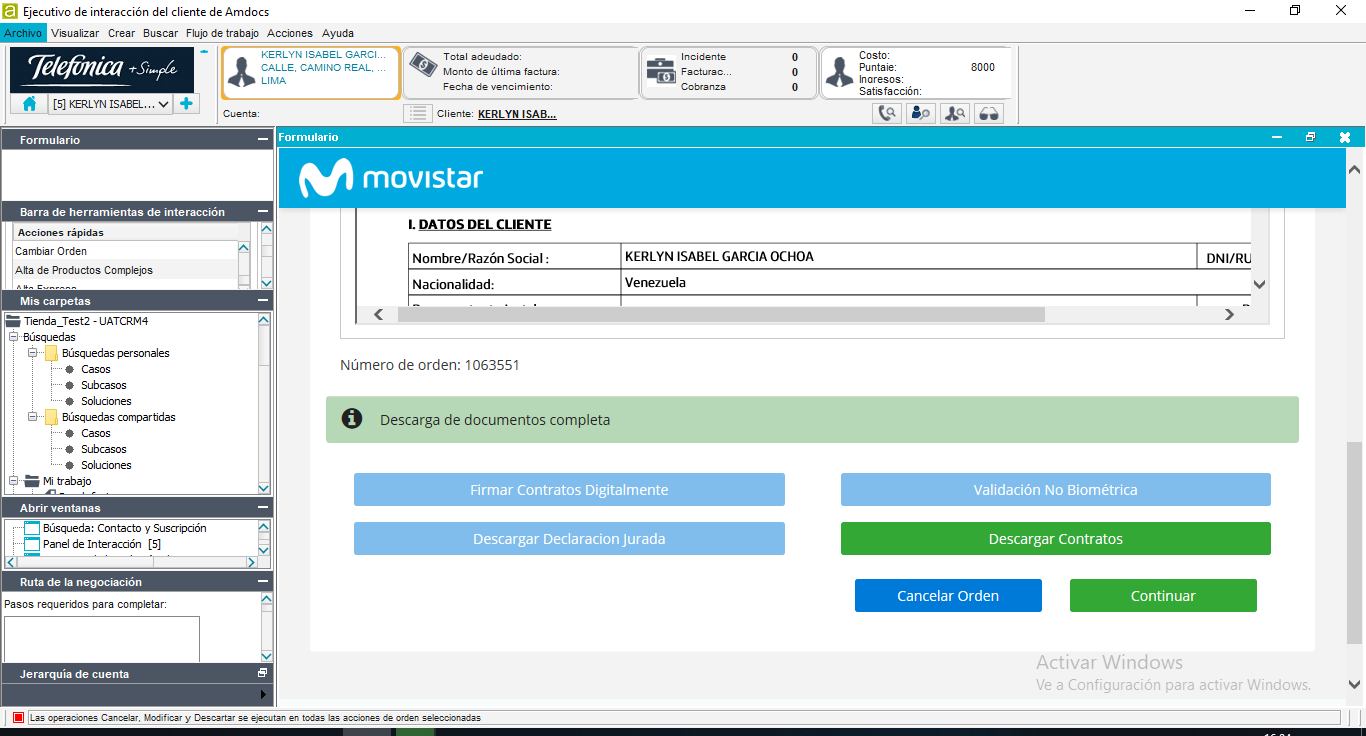 Ejecutivo de interacción del cliente de Amdocs
Archivo Visualizar Crear Buscar Flujo de trabajo Acciones Ayuda
Telefónica +Simple
[5] KERLYN ISABEL...
KERLYN ISABEL GARCI...
CALLE, CAMINO REAL, ...
LIMA
Total adeudado:
Monto de última factura:
Fecha de vencimiento:
Incidente 0
Facturac... 0
Cobranza 0
Costo:
Puntaje: 8000
Ingresos:
Satisfacción:
Cuenta:
Cliente: KERLYN ISAB...
Formulario
Barra de herramientas de interacción
Acciones rápidas
Cambiar Orden
Alta de Productos Complejos
Alta Express
Mis carpetas
Tienda_Test2 - UATCRM4
Búsquedas
Búsquedas personales
Casos
Subcasos
Soluciones
Búsquedas compartidas
Casos
Subcasos
Soluciones
Mi trabajo
Abrir ventanas
Búsqueda: Contacto y Suscripción
Panel de Interacción [5]
Ruta de la negociación
Pasos requeridos para completar:
Jerarquía de cuenta
Formulario
movistar
I. DATOS DEL CLIENTE
Nombre/Razón Social : KERLYN ISABEL GARCIA OCHOA DNI/RU
Nacionalidad: Venezuela
Número de orden: 1063551
Descarga de documentos completa
Firmar Contratos Digitalmente
Validación No Biométrica
Descargar Declaracion Jurada
Descargar Contratos
Cancelar Orden
Continuar
Activar Windows
Ve a Configuración para activar Windows.
Las operaciones Cancelar, Modificar y Descartar se ejecutan en todas las acciones de orden seleccionadas